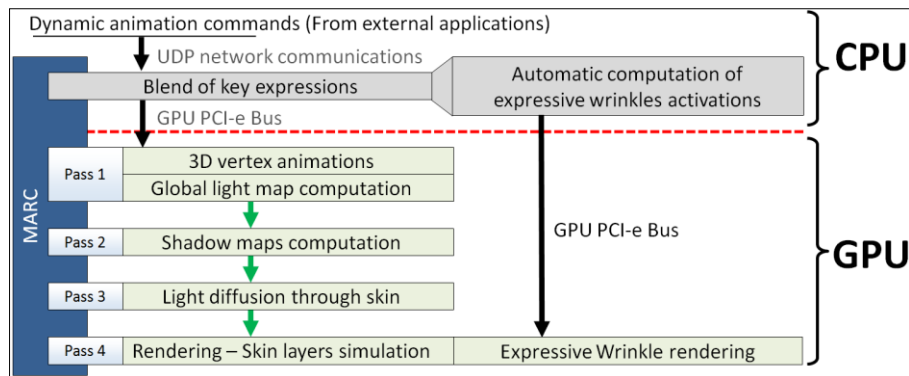 Dynamic animation commands (From external applications)
UDP network communications
CPU
Blend of key expressions
Automatic computation of
expressive wrinkles activations
GPU PCI-e Bus
MARC
Pass 1
3D vertex animations
Global light map computation
Pass 2
Shadow maps computation
GPU PCI-e Bus
GPU
Pass 3
Light diffusion through skin
Pass 4
Rendering – Skin layers simulation
Expressive Wrinkle rendering